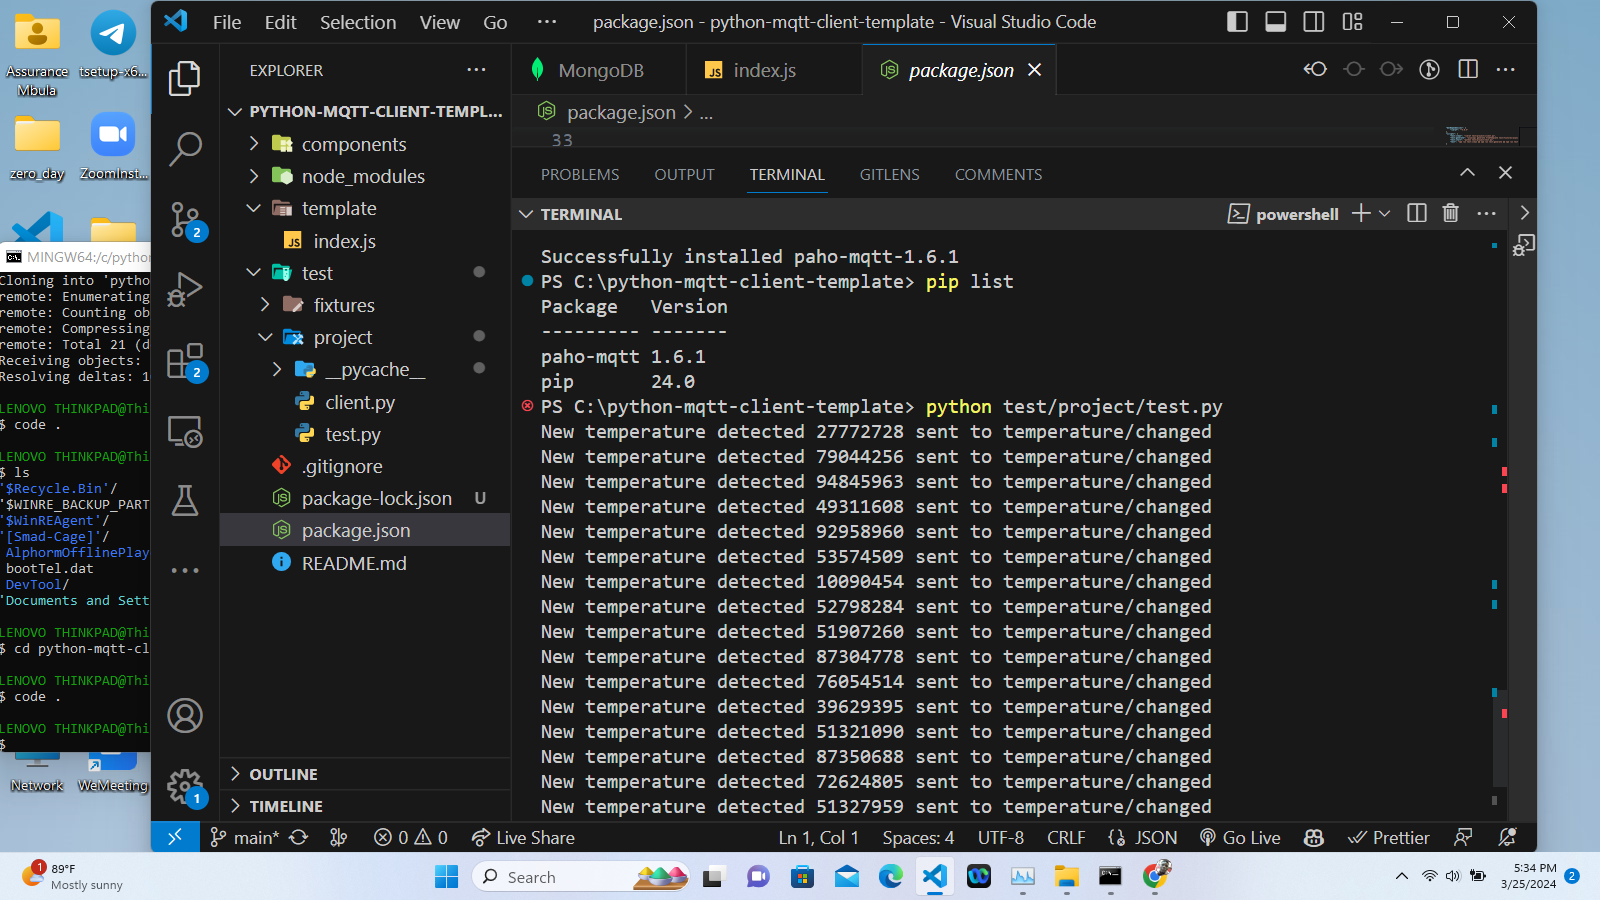 Assurance Mbula
tsetup-x6...
zero_day
ZoomInst...
MINGW64:/c/python
Cloning into 'pytho
remote: Enumerating
remote: Counting ob
remote: Compressing
remote: Total 21 (d
Receiving objects:
Resolving deltas: 1
LENOVO THINKPAD@Thi
$ code .
LENOVO THINKPAD@Thi
$ ls
'$Recycle.Bin'/
'$WINRE_BACKUP_PART
'$WinREAgent'/
'[Smad-Cage]'/
AlphormOfflinePlay
bootTel.dat
DevTool/
'Documents and Sett
LENOVO THINKPAD@Thi
$ cd python-mqtt-cl
LENOVO THINKPAD@Thi
$ code .
LENOVO THINKPAD@Thi
$
Network
WeMeeting
File Edit Selection View Go ···
package.json - python-mqtt-client-template - Visual Studio Code
2
2
1
EXPLORER ···
PYTHON-MQTT-CLIENT-TEMPL...
components
node_modules
template
JS index.js
test
fixtures
project
__pycache__
client.py
test.py
.gitignore
package-lock.json U
package.json
README.md
OUTLINE
TIMELINE
MongoDB
JS index.js
package.json
package.json > ...
33
PROBLEMS OUTPUT TERMINAL GITLENS COMMENTS
TERMINAL
powershell
Successfully installed paho-mqtt-1.6.1
PS C:\python-mqtt-client-template> pip list
Package   Version
--------- -------
paho-mqtt 1.6.1
pip       24.0
PS C:\python-mqtt-client-template> python test/project/test.py
New temperature detected 27772728 sent to temperature/changed
New temperature detected 79044256 sent to temperature/changed
New temperature detected 94845963 sent to temperature/changed
New temperature detected 49311608 sent to temperature/changed
New temperature detected 92958960 sent to temperature/changed
New temperature detected 53574509 sent to temperature/changed
New temperature detected 10090454 sent to temperature/changed
New temperature detected 52798284 sent to temperature/changed
New temperature detected 51907260 sent to temperature/changed
New temperature detected 87304778 sent to temperature/changed
New temperature detected 76054514 sent to temperature/changed
New temperature detected 39629395 sent to temperature/changed
New temperature detected 51321090 sent to temperature/changed
New temperature detected 87350688 sent to temperature/changed
New temperature detected 72624805 sent to temperature/changed
New temperature detected 51327959 sent to temperature/changed
main* 0 0 Live Share
Ln 1, Col 1 Spaces: 4 UTF-8 CRLF {} JSON Go Live Prettier
1
89°F
Mostly sunny
Search
5:34 PM
3/25/2024
2